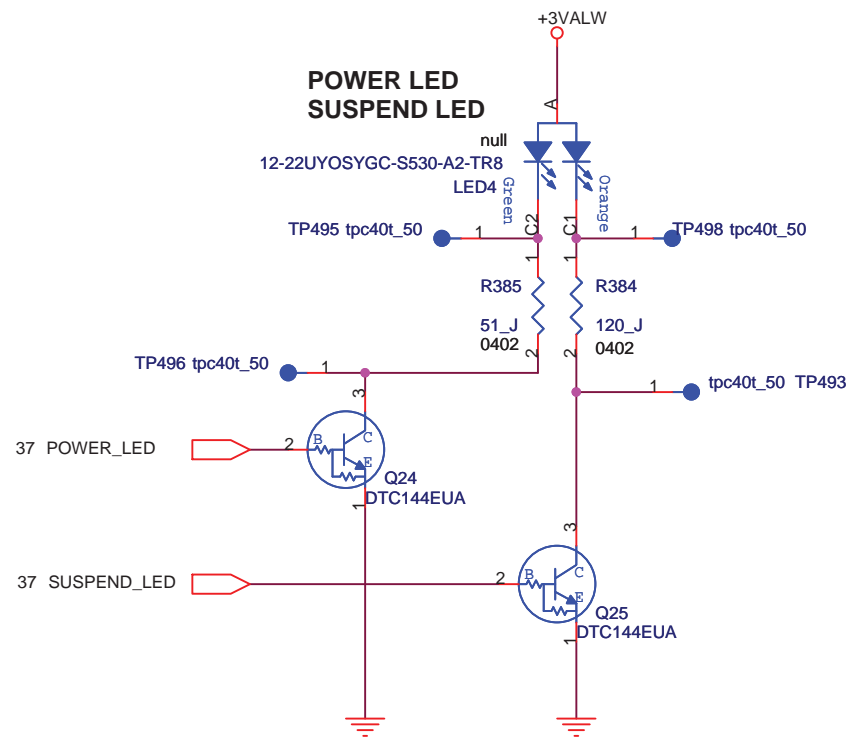 +3VALW
POWER LED
SUSPEND LED
A
null
12-22UYOSYGC-S530-A2-TR8
LED4
Green
Orange
C2
C1
TP495 tpc40t_50
1
1
TP498 tpc40t_50
1
1
R385
R384
51_J
120_J
0402
0402
2
2
TP496 tpc40t_50
1
1
tpc40t_50 TP493
3
37 POWER_LED
2
B
C
E
Q24
DTC144EUA
1
3
37 SUSPEND_LED
2
B
C
E
Q25
DTC144EUA
1